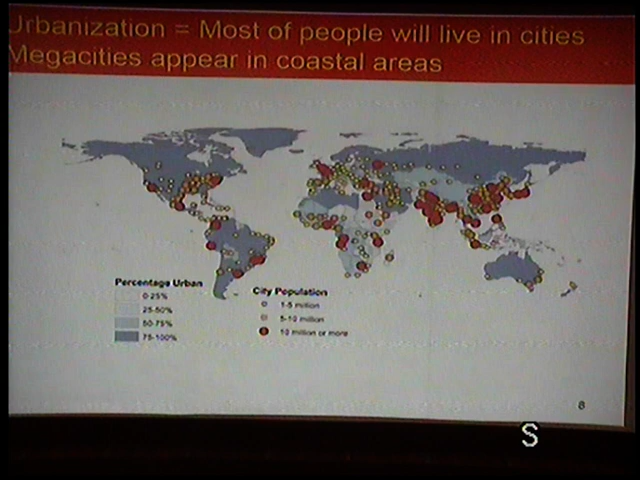 Urbanization = Most of people will live in cities
Megacities appear in coastal areas
Percentage Urban
0-25%
25-50%
50-75%
75-100%
City Population
1-5 million
5-10 million
10 million or more
8
S